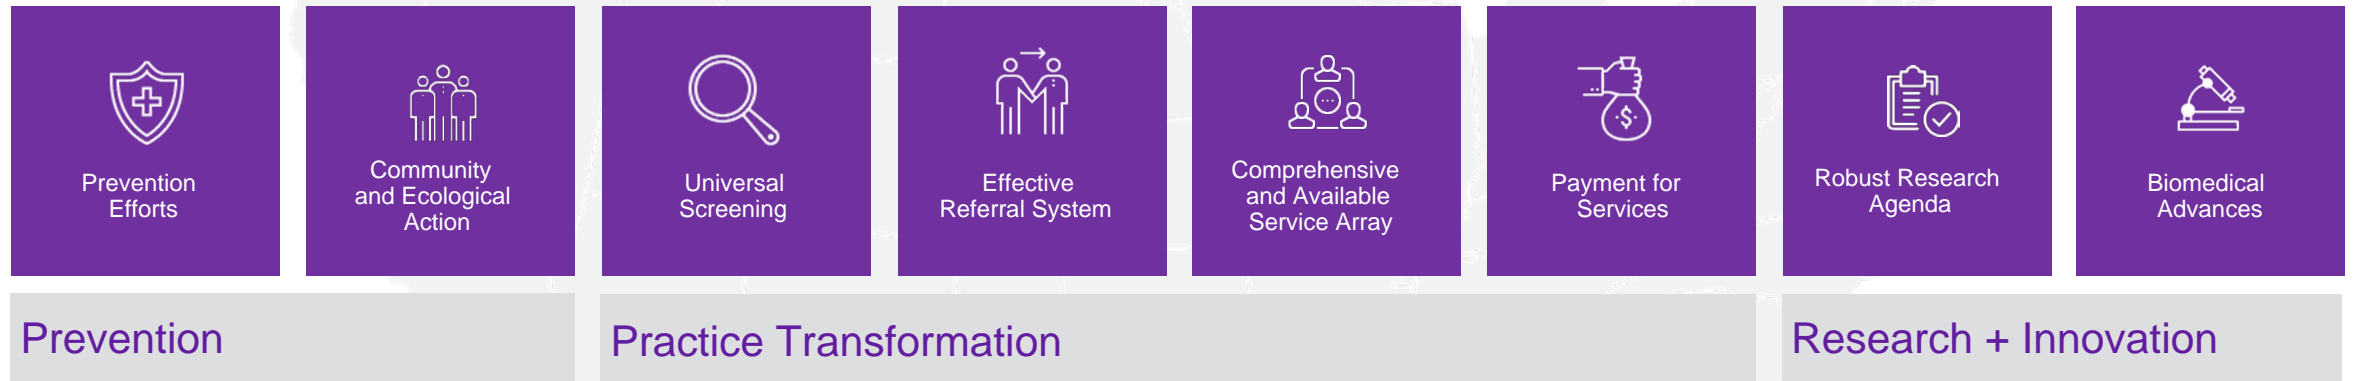 Prevention
Efforts
Community
and Ecological
Action
Universal
Screening
Effective
Referral System
Comprehensive
and Available
Service Array
$
Payment for
Services
Robust Research
Agenda
Biomedical
Advances
Prevention
Practice Transformation
Research + Innovation